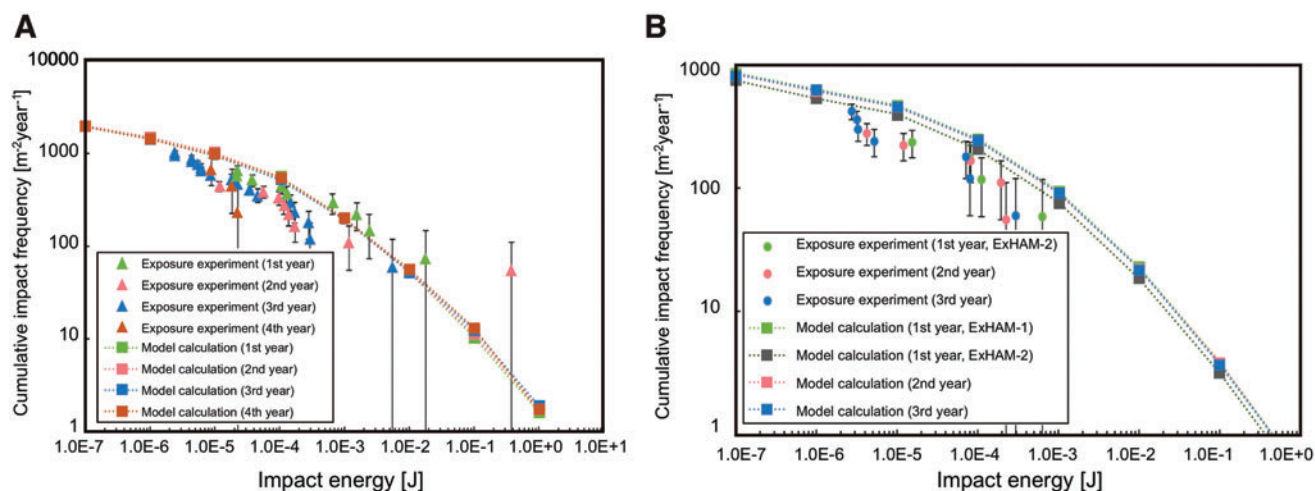 A
10000
1000
100
10
1
Cumulative impact frequency [m⁻²year⁻¹]
Exposure experiment (1st year)
Exposure experiment (2nd year)
Exposure experiment (3rd year)
Exposure experiment (4th year)
Model calculation (1st year)
Model calculation (2nd year)
Model calculation (3rd year)
Model calculation (4th year)
1.0E-7 1.0E-6 1.0E-5 1.0E-4 1.0E-3 1.0E-2 1.0E-1 1.0E+0 1.0E+1
Impact energy [J]
B
1000
100
10
1
Cumulative impact frequency [m⁻²year⁻¹]
Exposure experiment (1st year, ExHAM-2)
Exposure experiment (2nd year)
Exposure experiment (3rd year)
Model calculation (1st year, ExHAM-1)
Model calculation (1st year, ExHAM-2)
Model calculation (2nd year)
Model calculation (3rd year)
1.0E-7 1.0E-6 1.0E-5 1.0E-4 1.0E-3 1.0E-2 1.0E-1 1.0E+0
Impact energy [J]